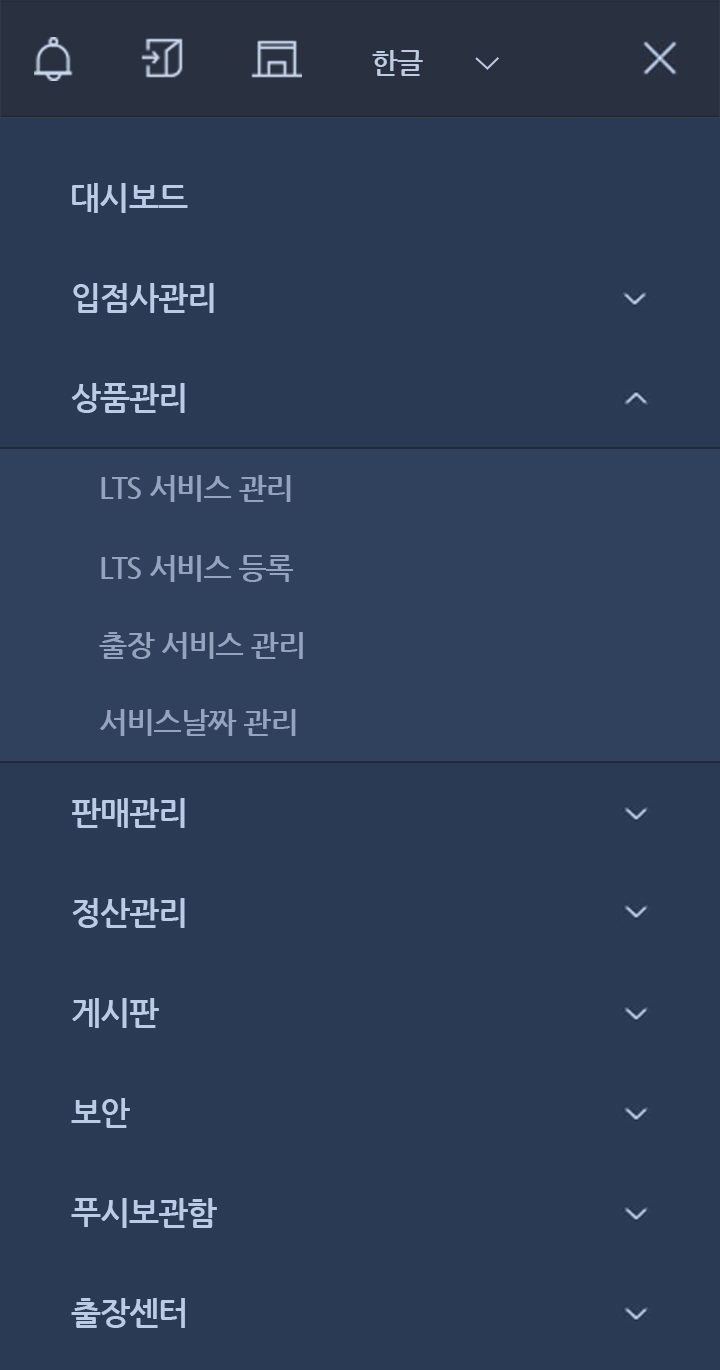 한글
대시보드
입점사관리
상품관리
LTS 서비스 관리
LTS 서비스 등록
출장 서비스 관리
서비스날짜 관리
판매관리
정산관리
게시판
보안
푸시보관함
출장센터